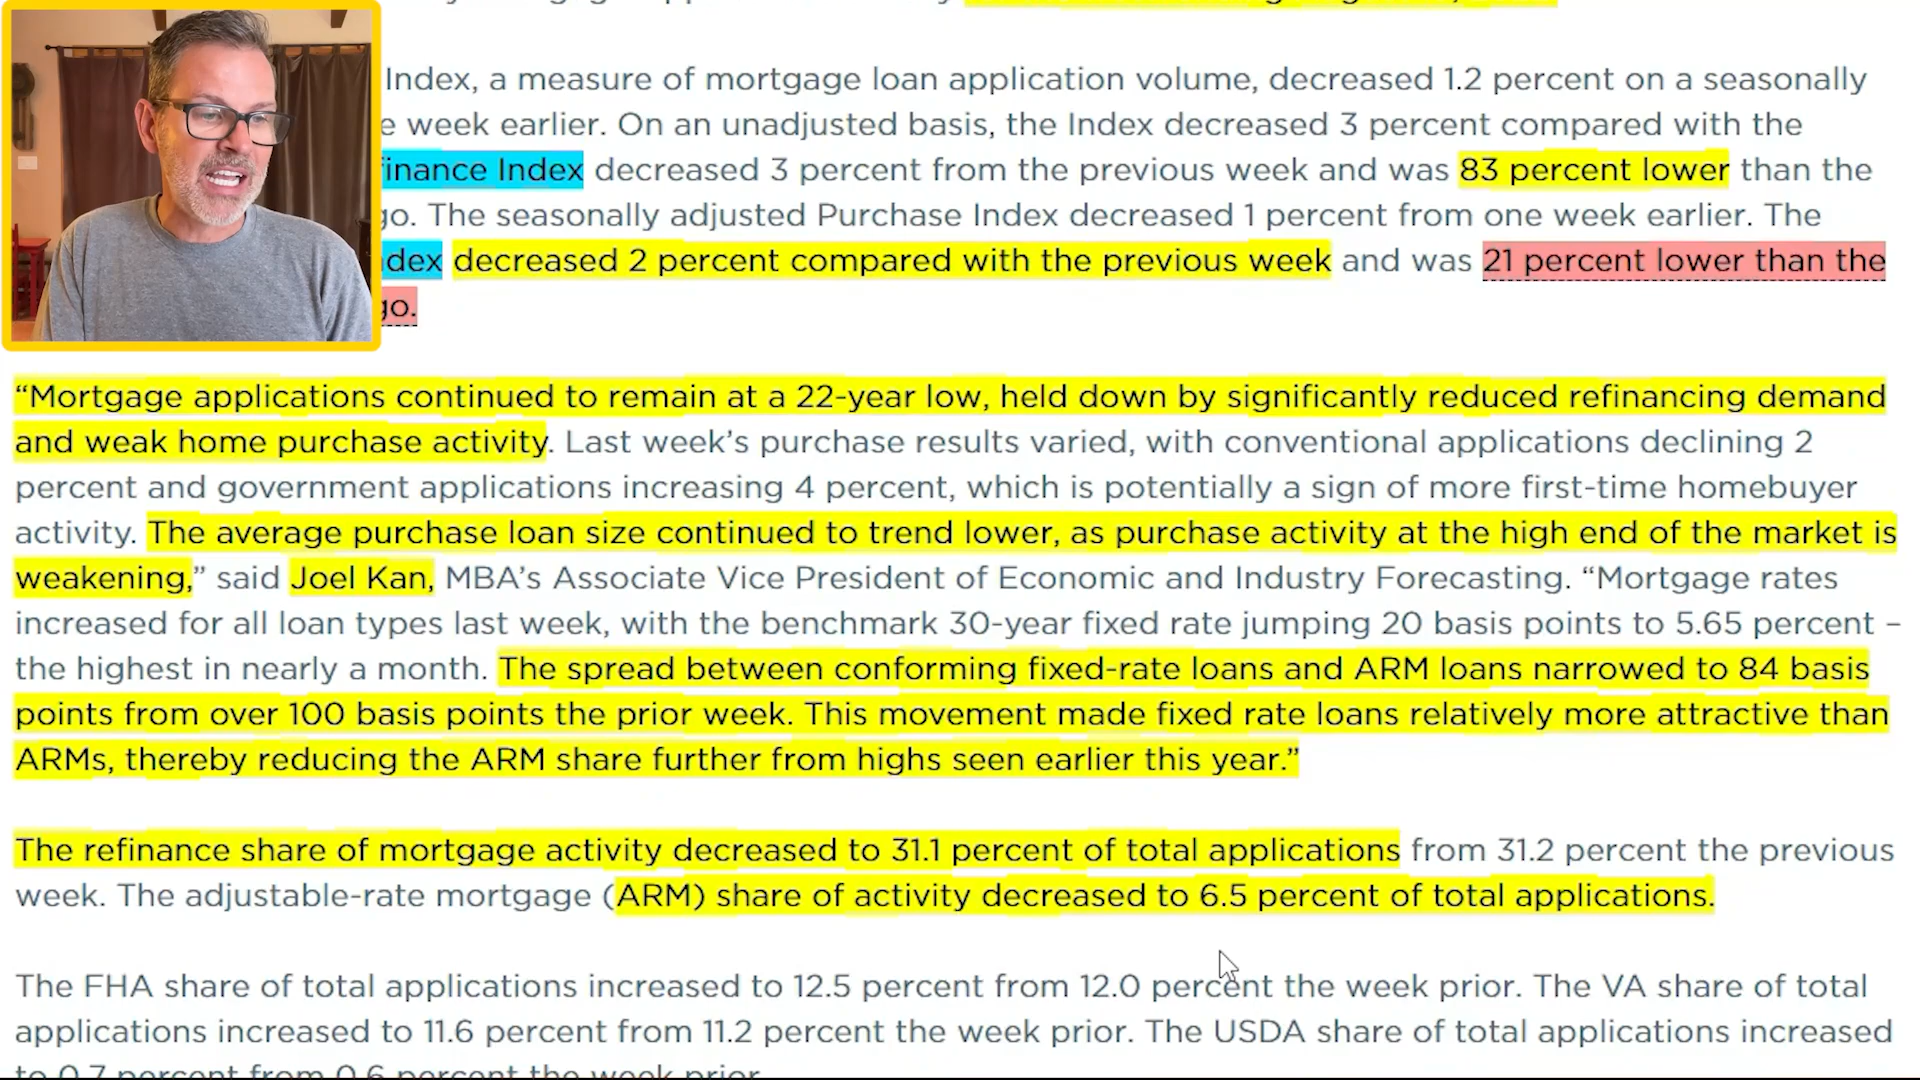 Index, a measure of mortgage loan application volume, decreased 1.2 percent on a seasonally
e week earlier. On an unadjusted basis, the Index decreased 3 percent compared with the
finance Index decreased 3 percent from the previous week and was 83 percent lower than the
go. The seasonally adjusted Purchase Index decreased 1 percent from one week earlier. The
dex decreased 2 percent compared with the previous week and was 21 percent lower than the
go.
“Mortgage applications continued to remain at a 22-year low, held down by significantly reduced refinancing demand
and weak home purchase activity. Last week’s purchase results varied, with conventional applications declining 2
percent and government applications increasing 4 percent, which is potentially a sign of more first-time homebuyer
activity. The average purchase loan size continued to trend lower, as purchase activity at the high end of the market is
weakening,” said Joel Kan, MBA’s Associate Vice President of Economic and Industry Forecasting. “Mortgage rates
increased for all loan types last week, with the benchmark 30-year fixed rate jumping 20 basis points to 5.65 percent –
the highest in nearly a month. The spread between conforming fixed-rate loans and ARM loans narrowed to 84 basis
points from over 100 basis points the prior week. This movement made fixed rate loans relatively more attractive than
ARMs, thereby reducing the ARM share further from highs seen earlier this year.”
The refinance share of mortgage activity decreased to 31.1 percent of total applications from 31.2 percent the previous
week. The adjustable-rate mortgage (ARM) share of activity decreased to 6.5 percent of total applications.
The FHA share of total applications increased to 12.5 percent from 12.0 percent the week prior. The VA share of total
applications increased to 11.6 percent from 11.2 percent the week prior. The USDA share of total applications increased
to 0.7 percent from 0.6 percent the week prior.